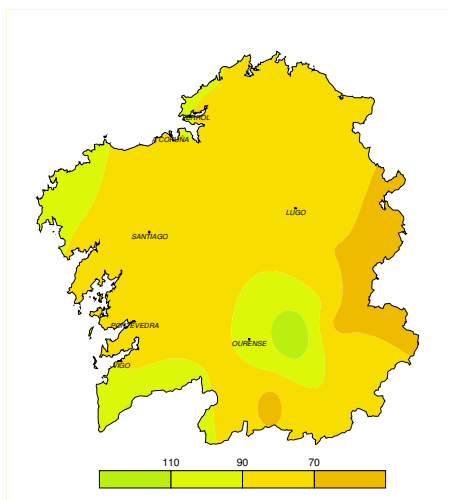 FERROL
A CORUÑA
LUGO
SANTIAGO
PONTEVEDRA
OURENSE
VIGO
110 90 70